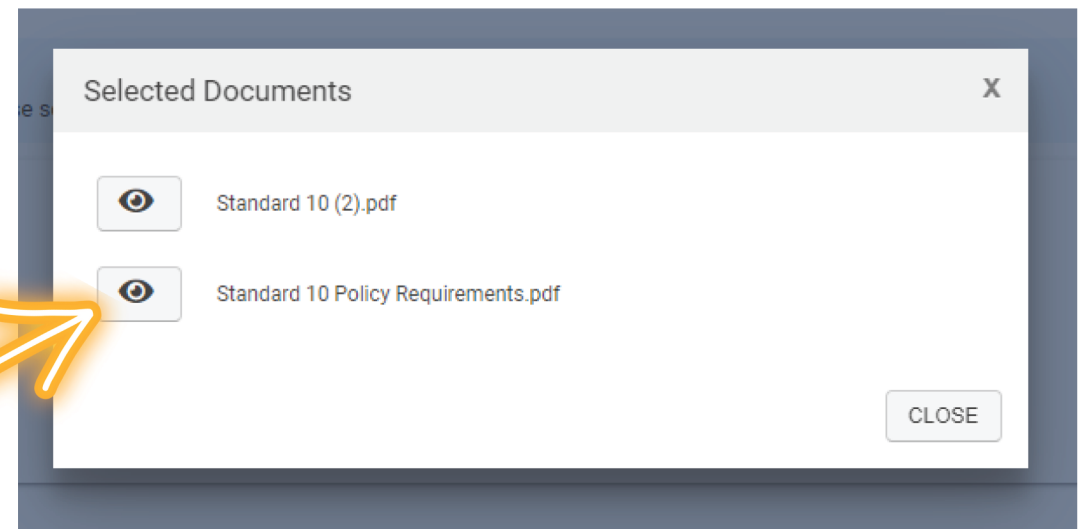 Selected Documents
X
Standard 10 (2).pdf
Standard 10 Policy Requirements.pdf
CLOSE